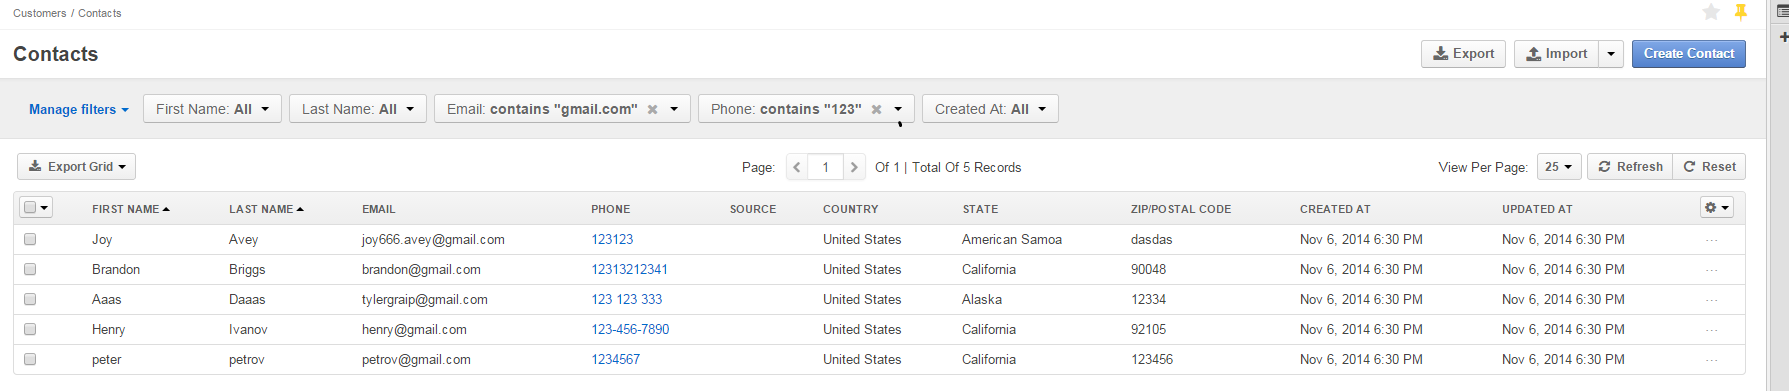 Customers / Contacts
Contacts
Export
Import
Create Contact
Manage filters
First Name: All
Last Name: All
Email: contains "gmail.com"
Phone: contains "123"
Created At: All
Export Grid
Page: 1 Of 1 | Total Of 5 Records
View Per Page: 25
Refresh
Reset
FIRST NAME LAST NAME EMAIL PHONE SOURCE COUNTRY STATE ZIP/POSTAL CODE CREATED AT UPDATED AT
Joy Avey joy666.avey@gmail.com 123123 United States American Samoa dasdas Nov 6, 2014 6:30 PM Nov 6, 2014 6:30 PM ...
Brandon Briggs brandon@gmail.com 12313212341 United States California 90048 Nov 6, 2014 6:30 PM Nov 6, 2014 6:30 PM ...
Aaas Daaas tylergraip@gmail.com 123 123 333 United States Alaska 12334 Nov 6, 2014 6:30 PM Nov 6, 2014 6:30 PM ...
Henry Ivanov henry@gmail.com 123-456-7890 United States California 92105 Nov 6, 2014 6:30 PM Nov 6, 2014 6:30 PM ...
peter petrov petrov@gmail.com 1234567 United States California 123456 Nov 6, 2014 6:30 PM Nov 6, 2014 6:30 PM ...